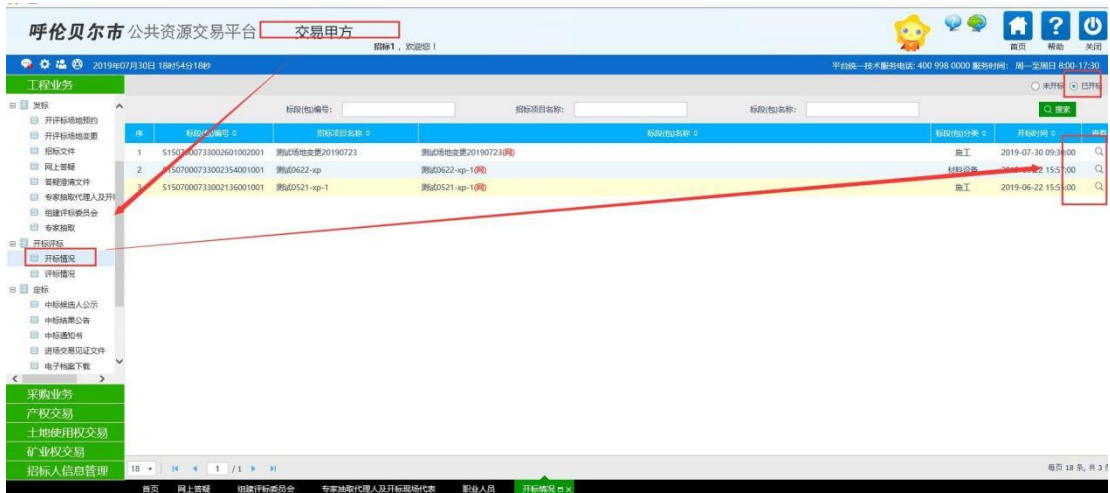 呼伦贝尔市 公共资源交易平台 交易甲方
招标1，欢迎您！
首页 帮助 关闭
2019年07月30日 18时54分18秒
平台统一技术服务电话: 400 998 0000 服务时间: 周一至周日 8:00-17:30
工程业务
未开标 已开标
发标
开评标场地预约
开评标场地变更
招标文件
网上答疑
答疑澄清文件
专家抽取代理人及开
组建评标委员会
专家抽取
开标评标
开标情况
评标情况
定标
中标候选人公示
中标结果公告
中标通知书
进场交易见证文件
电子档案下载
采购业务
产权交易
土地使用权交易
矿业权交易
招标人信息管理
标段(包)编号: 招标项目名称: 标段(包)名称: 搜索
序 标段(包)编号 招标项目名称 标段(包)名称 标段(包)分类 开标时间 查看
1 S1507000733002601002001 测试场地变更20190723 测试场地变更20190723(网) 施工 2019-07-30 09:30:00
2 S1507000733002354001001 测试0622-xp 测试0622-xp-1(网) 材料设备 22 15:57:00
3 S1507000733002136001001 测试0521-xp-1 测试0521-xp-1(网) 施工 2019-06-22 15:55:00
18 1 / 1 每页 18 条, 共 3
首页 网上答疑 组建评标委员会 专家抽取代理人及开标现场代表 职业人员 开标情况